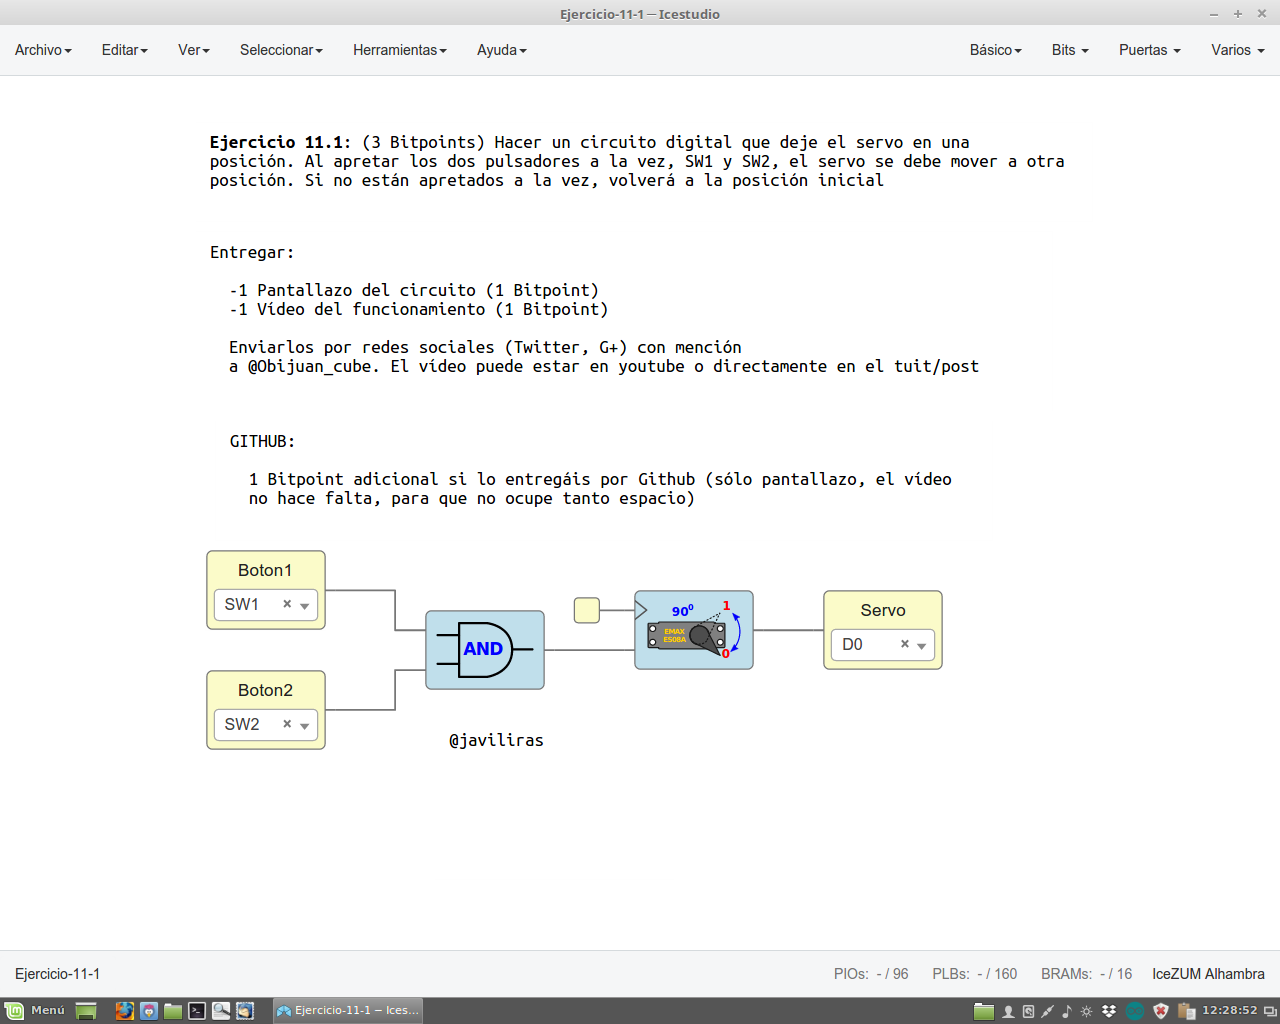 Ejercicio-11-1 — Icestudio
Archivo Editar Ver Seleccionar Herramientas Ayuda Básico Bits Puertas Varios
Ejercicio 11.1: (3 Bitpoints) Hacer un circuito digital que deje el servo en una
posición. Al apretar los dos pulsadores a la vez, SW1 y SW2, el servo se debe mover a otra
posición. Si no están apretados a la vez, volverá a la posición inicial
Entregar:
-1 Pantallazo del circuito (1 Bitpoint)
-1 Vídeo del funcionamiento (1 Bitpoint)
Enviarlos por redes sociales (Twitter, G+) con mención
a @Obijuan_cube. El vídeo puede estar en youtube o directamente en el tuit/post
GITHUB:
1 Bitpoint adicional si lo entregáis por Github (sólo pantallazo, el vídeo
no hace falta, para que no ocupe tanto espacio)
Boton1
SW1 ×
Boton2
SW2 ×
AND
90⁰ 1
EMAX
ES08A
0
Servo
D0 ×
@javiliras
Ejercicio-11-1 PIOs: - / 96 PLBs: - / 160 BRAMs: - / 16 IceZUM Alhambra
Menú Ejercicio-11-1 — Ices... 12:28:52